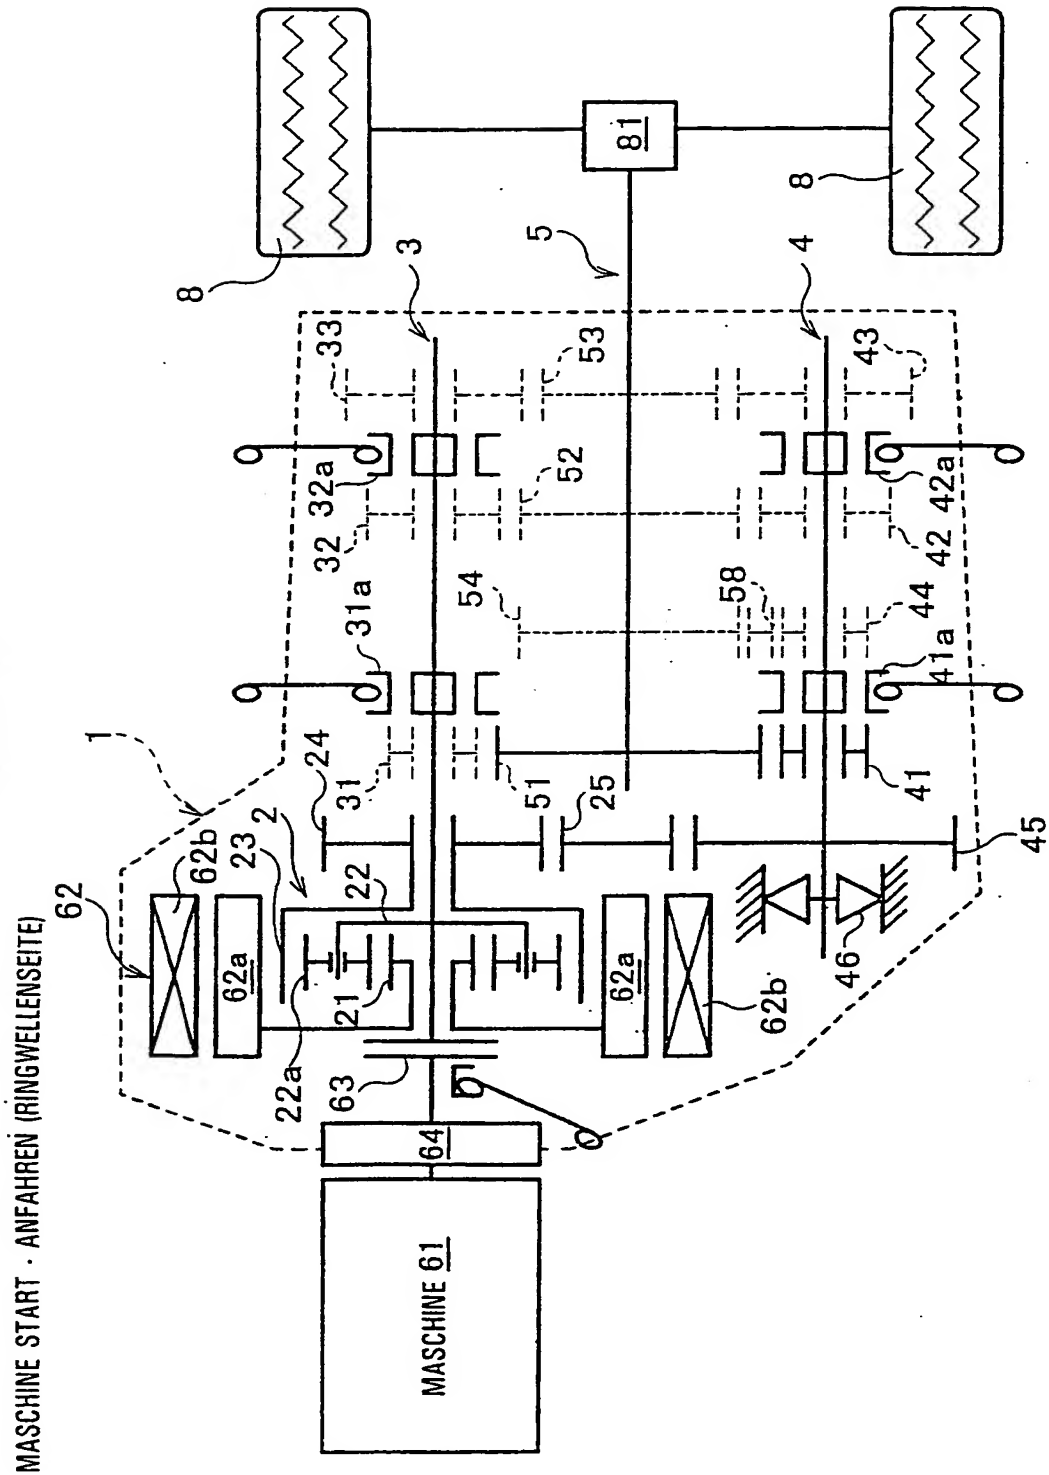 MASCHINE START · ANFAHREN (RINGWELLENSEITE)
1
62
62b
23
2
24
31
31a
32
32a
33
3
8
62a
22
22a
21
63
64
MASCHINE 61
51
25
54
52
53
5
81
58
62a
62b
46
45
41
41a
44
42
42a
43
4
8